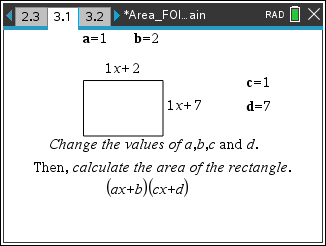 2.3 3.1 3.2 *Area_FOI...ain RAD
a=1 b=2
1x+2
1x+7
c=1
d=7
Change the values of a,b,c and d.
Then, calculate the area of the rectangle.
(ax+b)(cx+d)